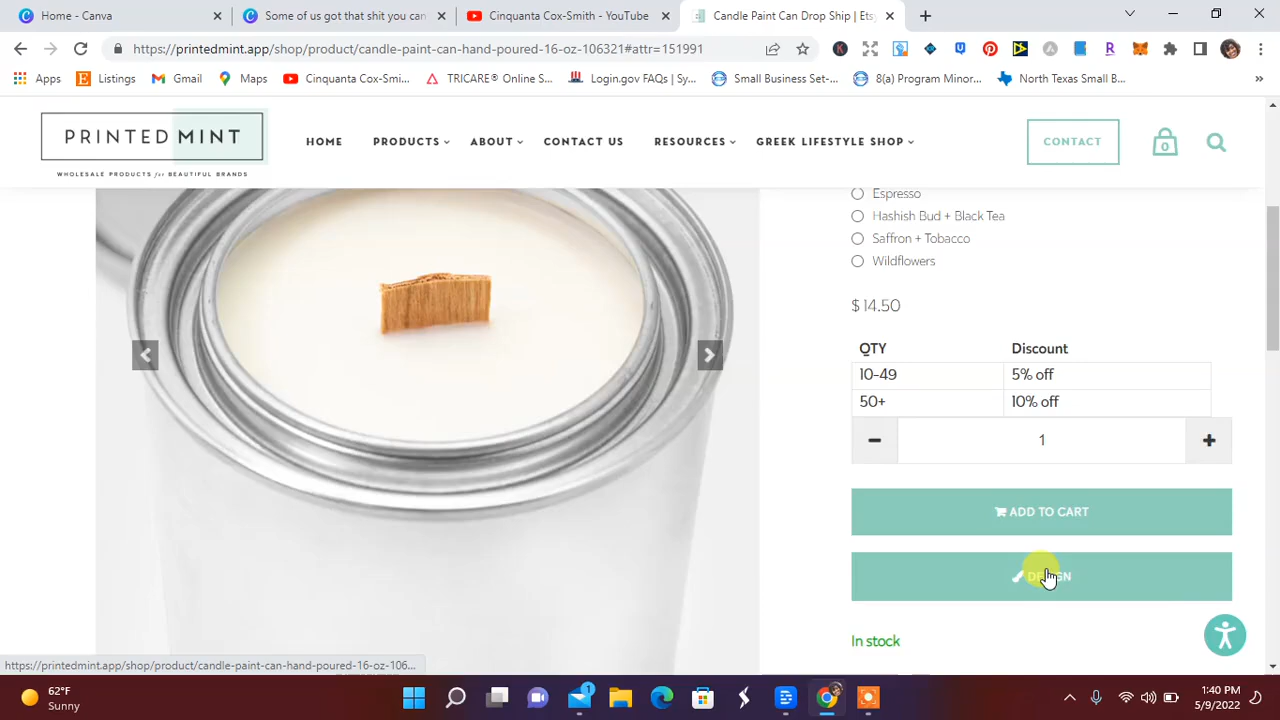 Home - Canva
Some of us got that shit you can
Cinquanta Cox-Smith - YouTube
Candle Paint Can Drop Ship | Ets
https://printedmint.app/shop/product/candle-paint-can-hand-poured-16-oz-106321#attr=151991
Apps
Listings
Gmail
Maps
Cinquanta Cox-Smi...
TRICARE® Online S...
Login.gov FAQs | Sy...
Small Business Set-...
8(a) Program Minor...
North Texas Small B...
»
PRINTED MINT
WHOLESALE PRODUCTS for BEAUTIFUL BRANDS
HOME
PRODUCTS
ABOUT
CONTACT US
RESOURCES
GREEK LIFESTYLE SHOP
CONTACT
0
Espresso
Hashish Bud + Black Tea
Saffron + Tobacco
Wildflowers
$ 14.50
QTY Discount
10-49 5% off
50+ 10% off
1
ADD TO CART
DESIGN
In stock
https://printedmint.app/shop/product/candle-paint-can-hand-poured-16-oz-106...
62°F
Sunny
1:40 PM
5/9/2022